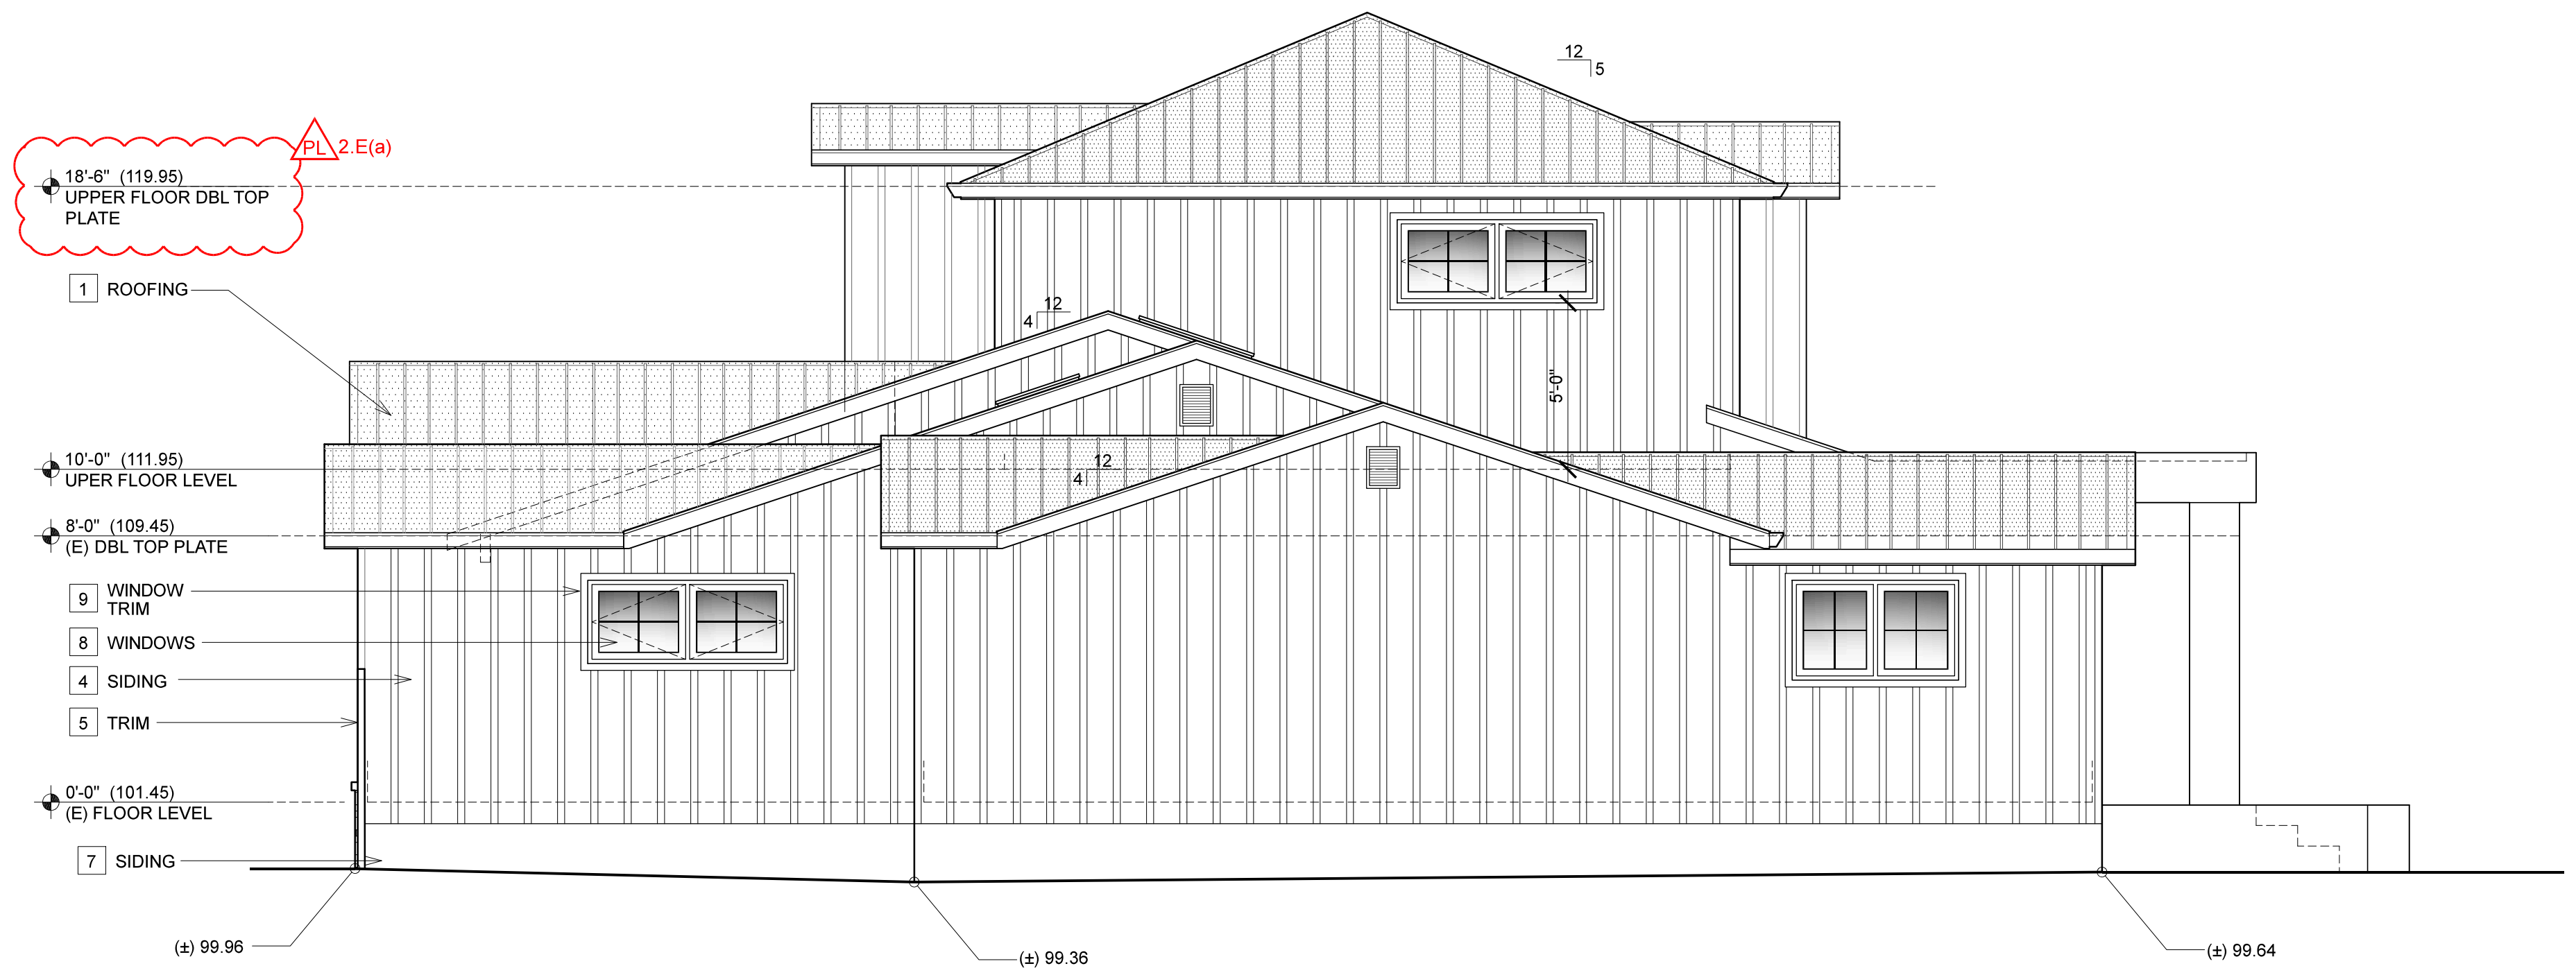 12
5
PL 2.E(a)
18'-6" (119.95)
UPPER FLOOR DBL TOP
PLATE
1 ROOFING
12
4
5'-0"
10'-0" (111.95)
UPER FLOOR LEVEL
12
4
8'-0" (109.45)
(E) DBL TOP PLATE
9 WINDOW
TRIM
8 WINDOWS
4 SIDING
5 TRIM
0'-0" (101.45)
(E) FLOOR LEVEL
7 SIDING
(±) 99.96
(±) 99.36
(±) 99.64